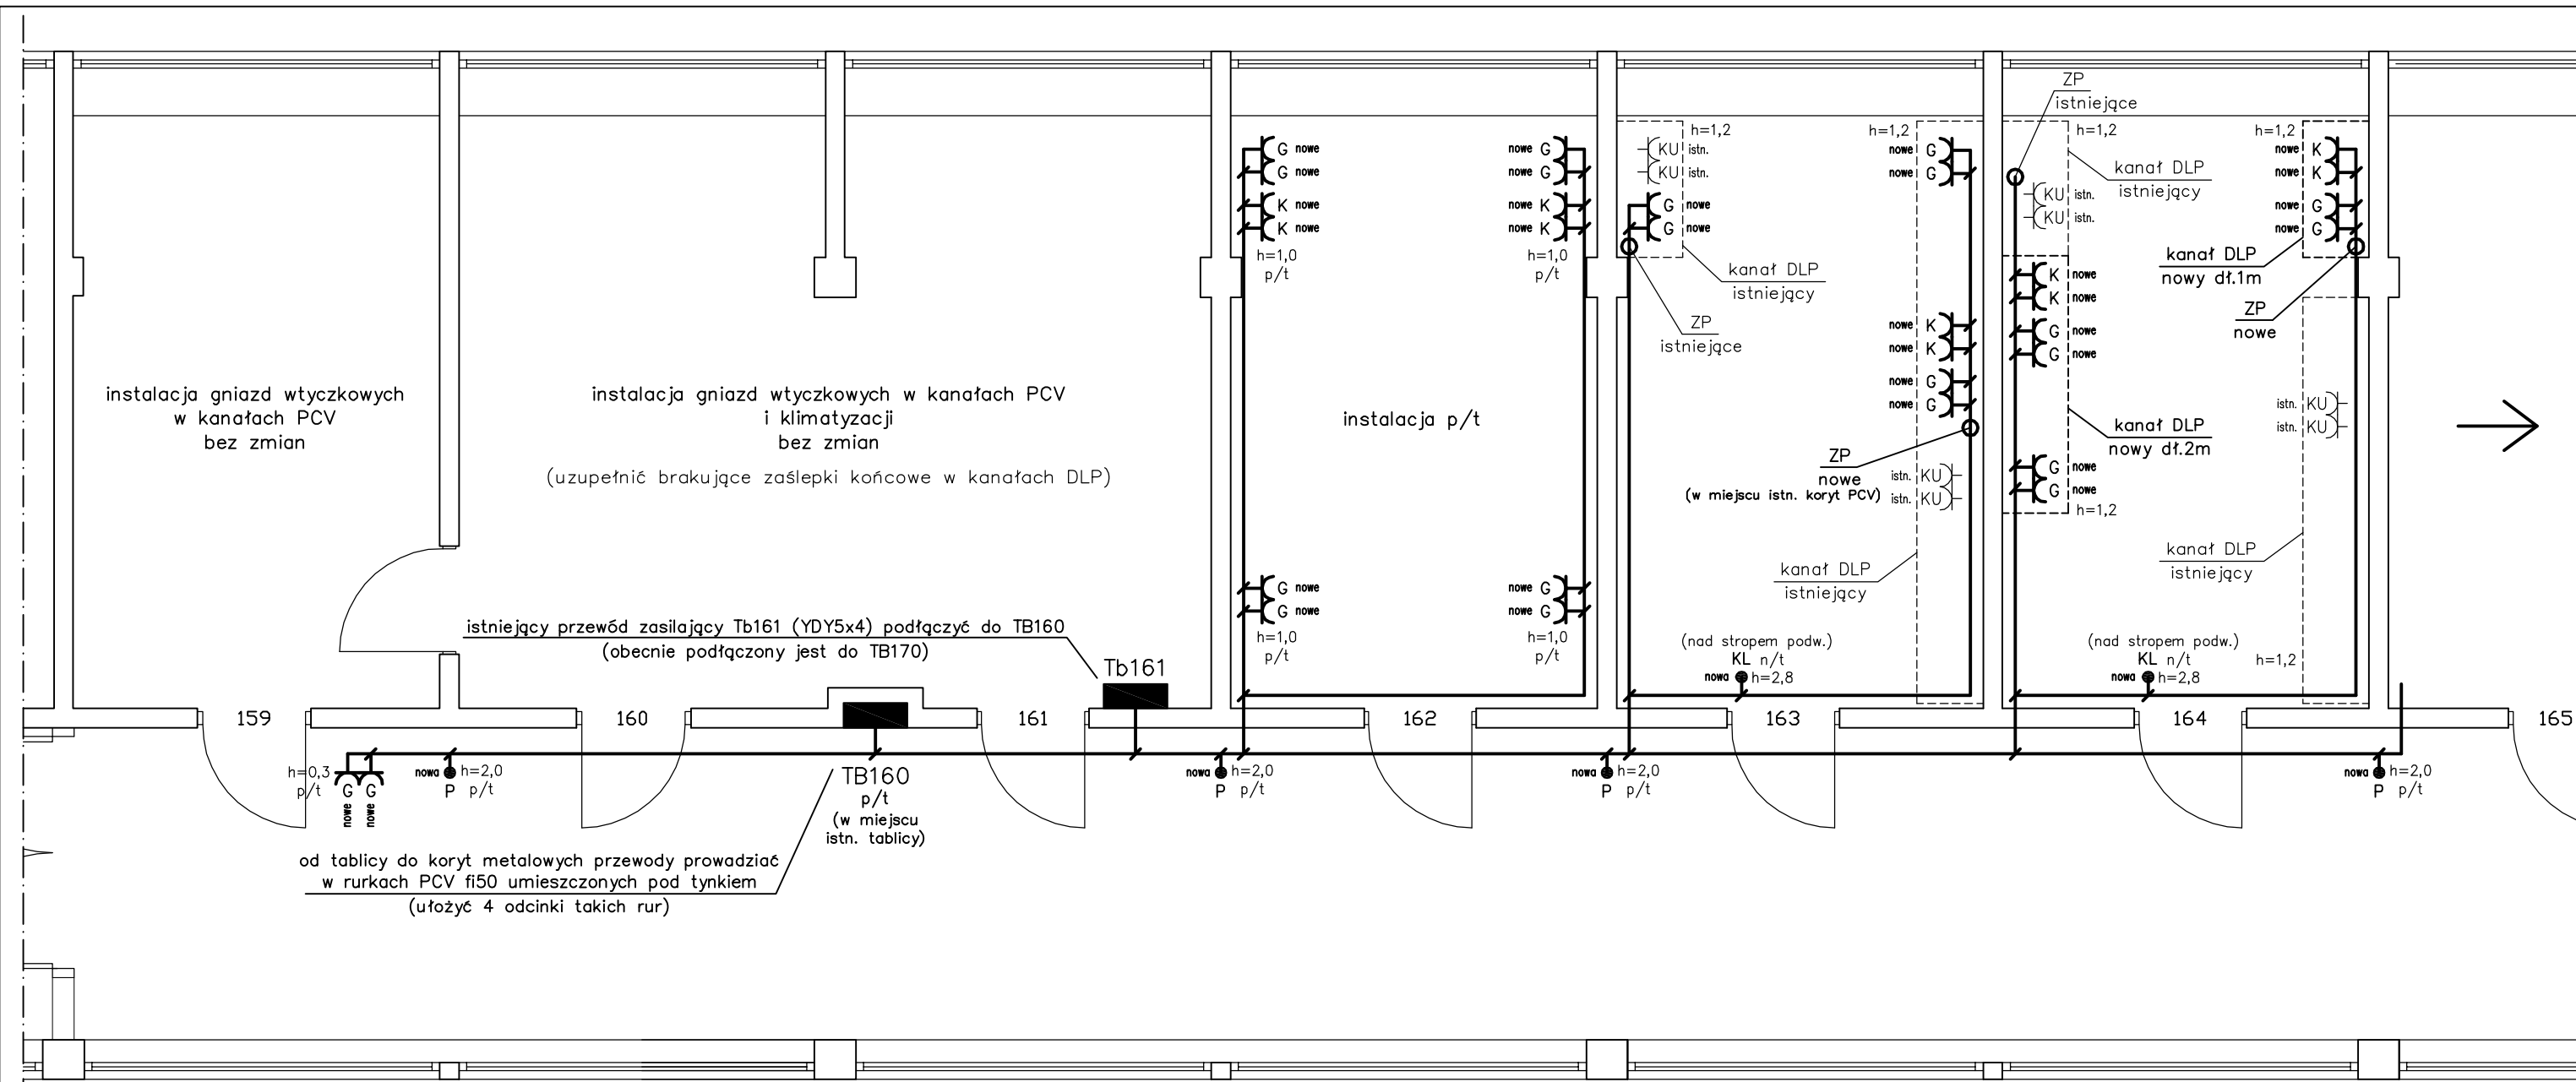 instalacja gniazd wtyczkowych
w kanałach PCV
bez zmian
instalacja gniazd wtyczkowych w kanałach PCV
i klimatyzacji
bez zmian
(uzupełnić brakujące zaślepki końcowe w kanałach DLP)
istniejący przewód zasilający Tb161 (YDY5x4) podłączyć do TB160
(obecnie podłączony jest do TB170)
Tb161
159
160
161
h=0,3
p/t
G G
nowe nowe
nowa h=2,0
P p/t
TB160
p/t
(w miejscu
istn. tablicy)
od tablicy do koryt metalowych przewody prowadziać
w rurkach PCV fi50 umieszczonych pod tynkiem
(ułożyć 4 odcinki takich rur)
nowa h=2,0
P p/t
G nowe
G nowe
K nowe
K nowe
h=1,0
p/t
nowe G
nowe G
nowe K
nowe K
h=1,0
p/t
instalacja p/t
G nowe
G nowe
h=1,0
p/t
nowe G
nowe G
h=1,0
p/t
162
nowa h=2,0
P p/t
h=1,2
KU istn.
KU istn.
G nowe
G nowe
kanał DLP
istniejący
ZP
istniejące
h=1,2
nowe G
nowe G
nowe K
nowe K
nowe G
nowe G
ZP
nowe
(w miejscu istn. koryt PCV)
istn. KU
istn. KU
kanał DLP
istniejący
(nad stropem podw.)
KL n/t
nowa h=2,8
163
ZP
istniejące
h=1,2
kanał DLP
istniejący
KU istn.
KU istn.
K nowe
K nowe
G nowe
G nowe
kanał DLP
nowy dł.2m
G nowe
G nowe
h=1,2
h=1,2
nowe K
nowe K
nowe G
nowe G
kanał DLP
nowy dł.1m
ZP
nowe
istn. KU
istn. KU
kanał DLP
istniejący
(nad stropem podw.)
KL n/t
nowa h=2,8
h=1,2
164
nowa h=2,0
P p/t
165